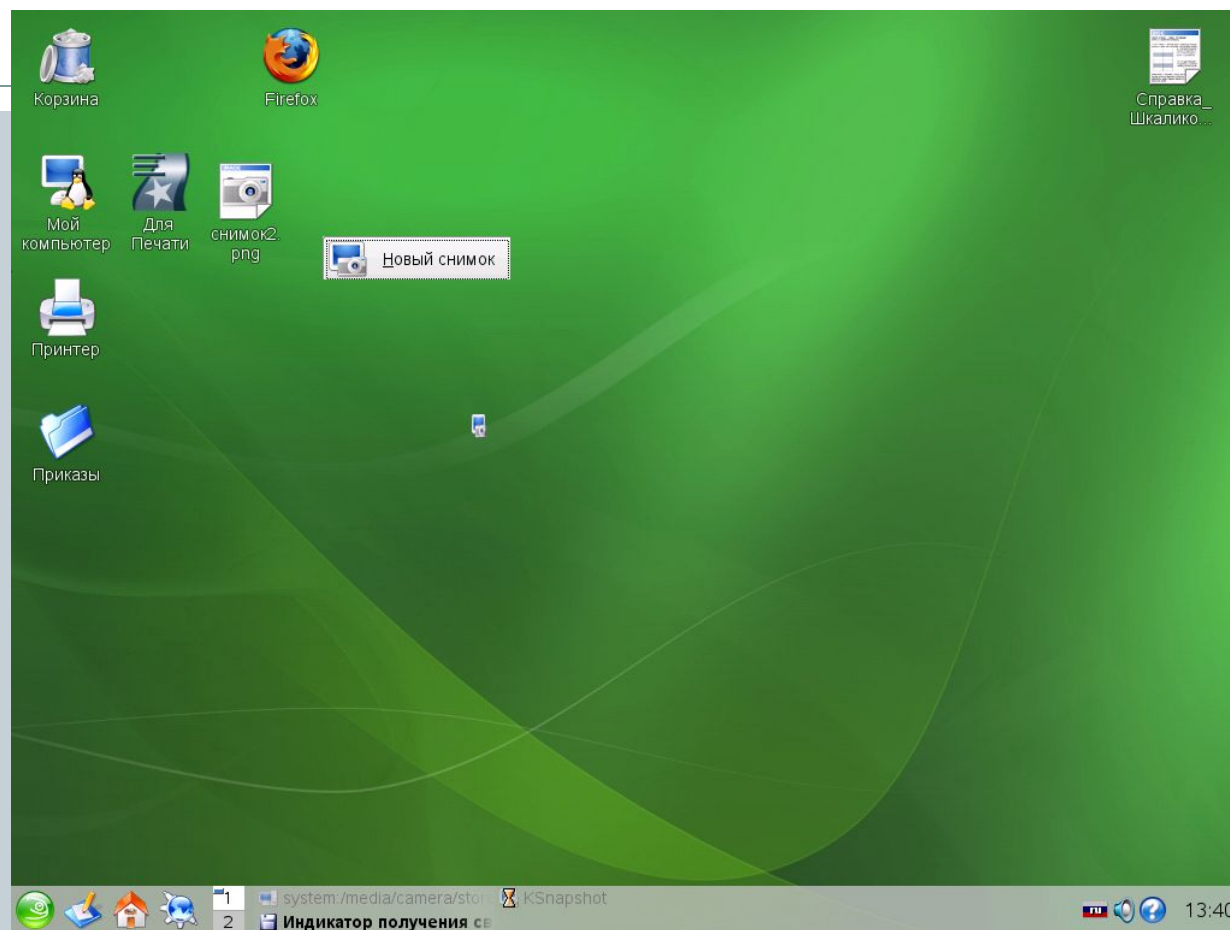 Корзина
Firefox
Справка_
Шкалико...
Мой
компьютер
Для
Печати
снимок2.
png
Новый снимок
Принтер
Приказы
1
system:/media/camera/stor
KSnapshot
2
Индикатор получения св
ru
13:40